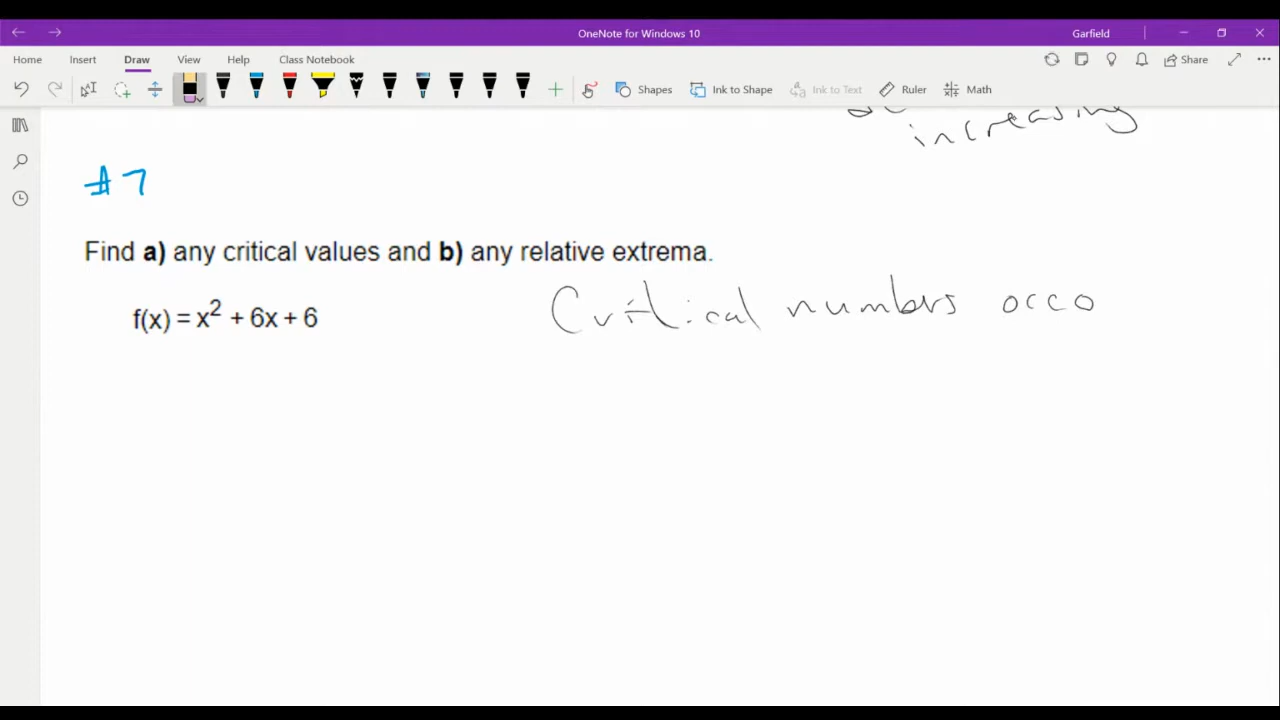 OneNote for Windows 10
Garfield
Home Insert Draw View Help Class Notebook
Share
Shapes Ink to Shape Ink to Text Ruler Math
increasing
#7
Find a) any critical values and b) any relative extrema.
f(x) = x² + 6x + 6
Critical numbers occo